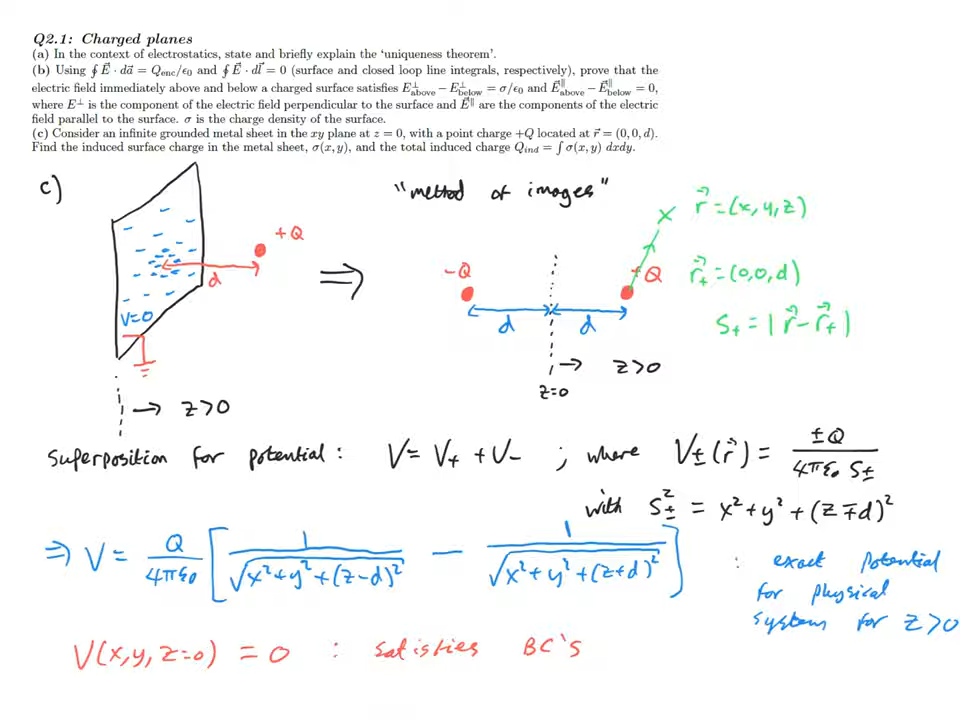 Q2.1: Charged planes
(a) In the context of electrostatics, state and briefly explain the 'uniqueness theorem'.
(b) Using ∮E⃗ · da⃗ = Q_enc/ϵ₀ and ∮E⃗ · dl⃗ = 0 (surface and closed loop line integrals, respectively), prove that the
electric field immediately above and below a charged surface satisfies E^⊥_above − E^⊥_below = σ/ϵ₀ and E⃗^∥_above − E⃗^∥_below = 0,
where E^⊥ is the component of the electric field perpendicular to the surface and E⃗^∥ are the components of the electric
field parallel to the surface. σ is the charge density of the surface.
(c) Consider an infinite grounded metal sheet in the xy plane at z = 0, with a point charge +Q located at r⃗ = (0, 0, d).
Find the induced surface charge in the metal sheet, σ(x, y), and the total induced charge Q_ind = ∫ σ(x, y) dxdy.
c)
"method of images"
+Q
d
V=0
→ z>0
⇒
-Q
+Q
d
d
z=0
→ z>0
r⃗ = (x, y, z)
r⃗₊ = (0,0,d)
S₊ = |r⃗ - r⃗₊|
superposition for potential: V = V₊ + V₋ ; where V±(r⃗) = ±Q / 4πε₀ S±
with S±² = x² + y² + (z ∓ d)²
⇒ V = Q/4πε₀ [ 1/√(x²+y²+(z-d)²) − 1/√(x²+y²+(z+d)²) ]
: exact potential
for physical
system for z>0
V(x,y,z=0) = 0 : satisfies BC's